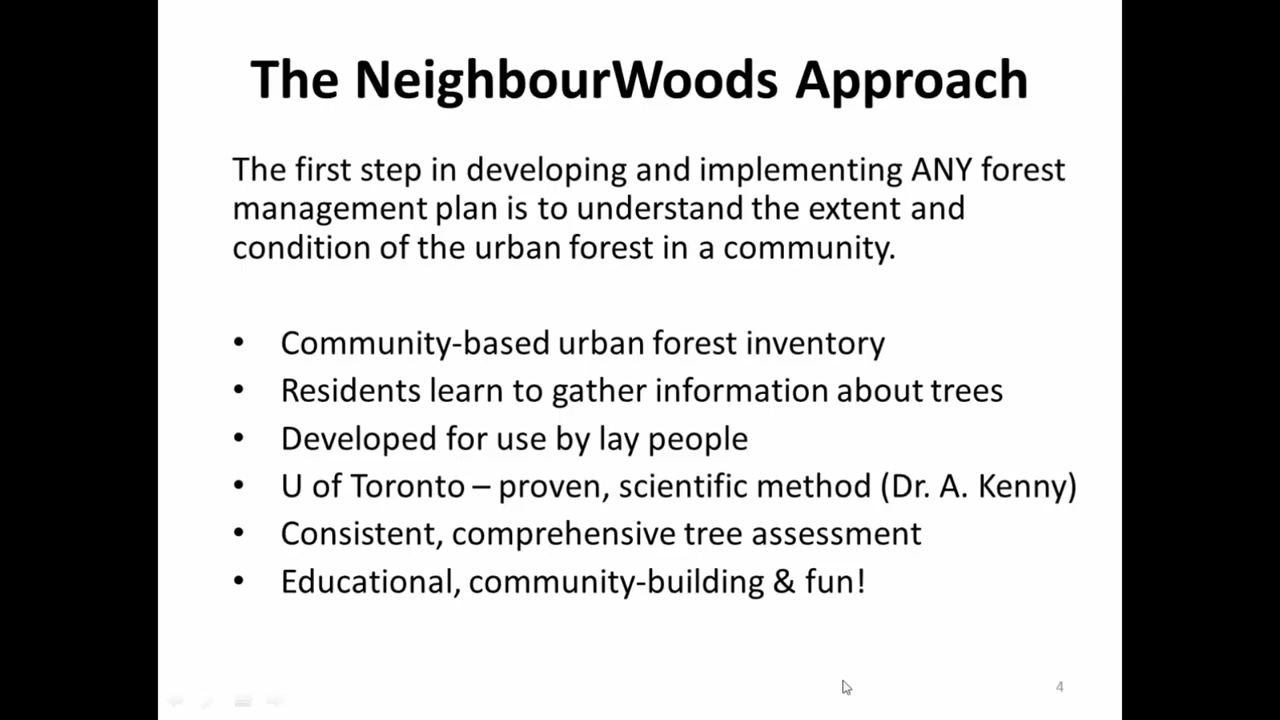 The NeighbourWoods Approach
The first step in developing and implementing ANY forest
management plan is to understand the extent and
condition of the urban forest in a community.
• Community-based urban forest inventory
• Residents learn to gather information about trees
• Developed for use by lay people
• U of Toronto – proven, scientific method (Dr. A. Kenny)
• Consistent, comprehensive tree assessment
• Educational, community-building & fun!
4